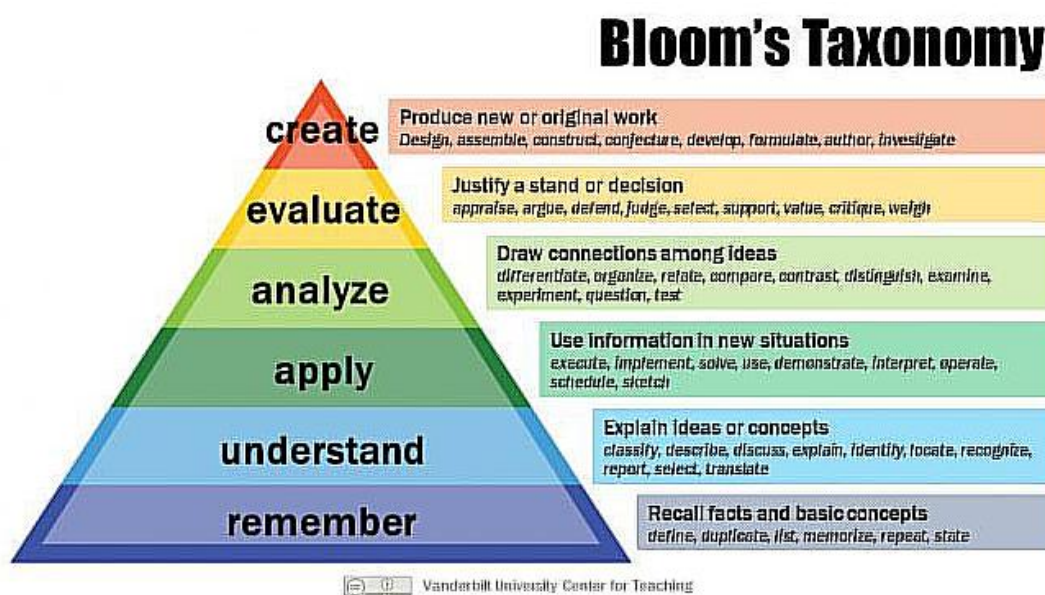 Bloom's Taxonomy
create
Produce new or original work
Design, assemble, construct, conjecture, develop, formulate, author, investigate
evaluate
Justify a stand or decision
appraise, argue, defend, judge, select, support, value, critique, weigh
analyze
Draw connections among ideas
differentiate, organize, relate, compare, contrast, distinguish, examine,
experiment, question, test
apply
Use information in new situations
execute, implement, solve, use, demonstrate, interpret, operate,
schedule, sketch
understand
Explain ideas or concepts
classify, describe, discuss, explain, identify, locate, recognize,
report, select, translate
remember
Recall facts and basic concepts
define, duplicate, list, memorize, repeat, state
Vanderbilt University Center for Teaching